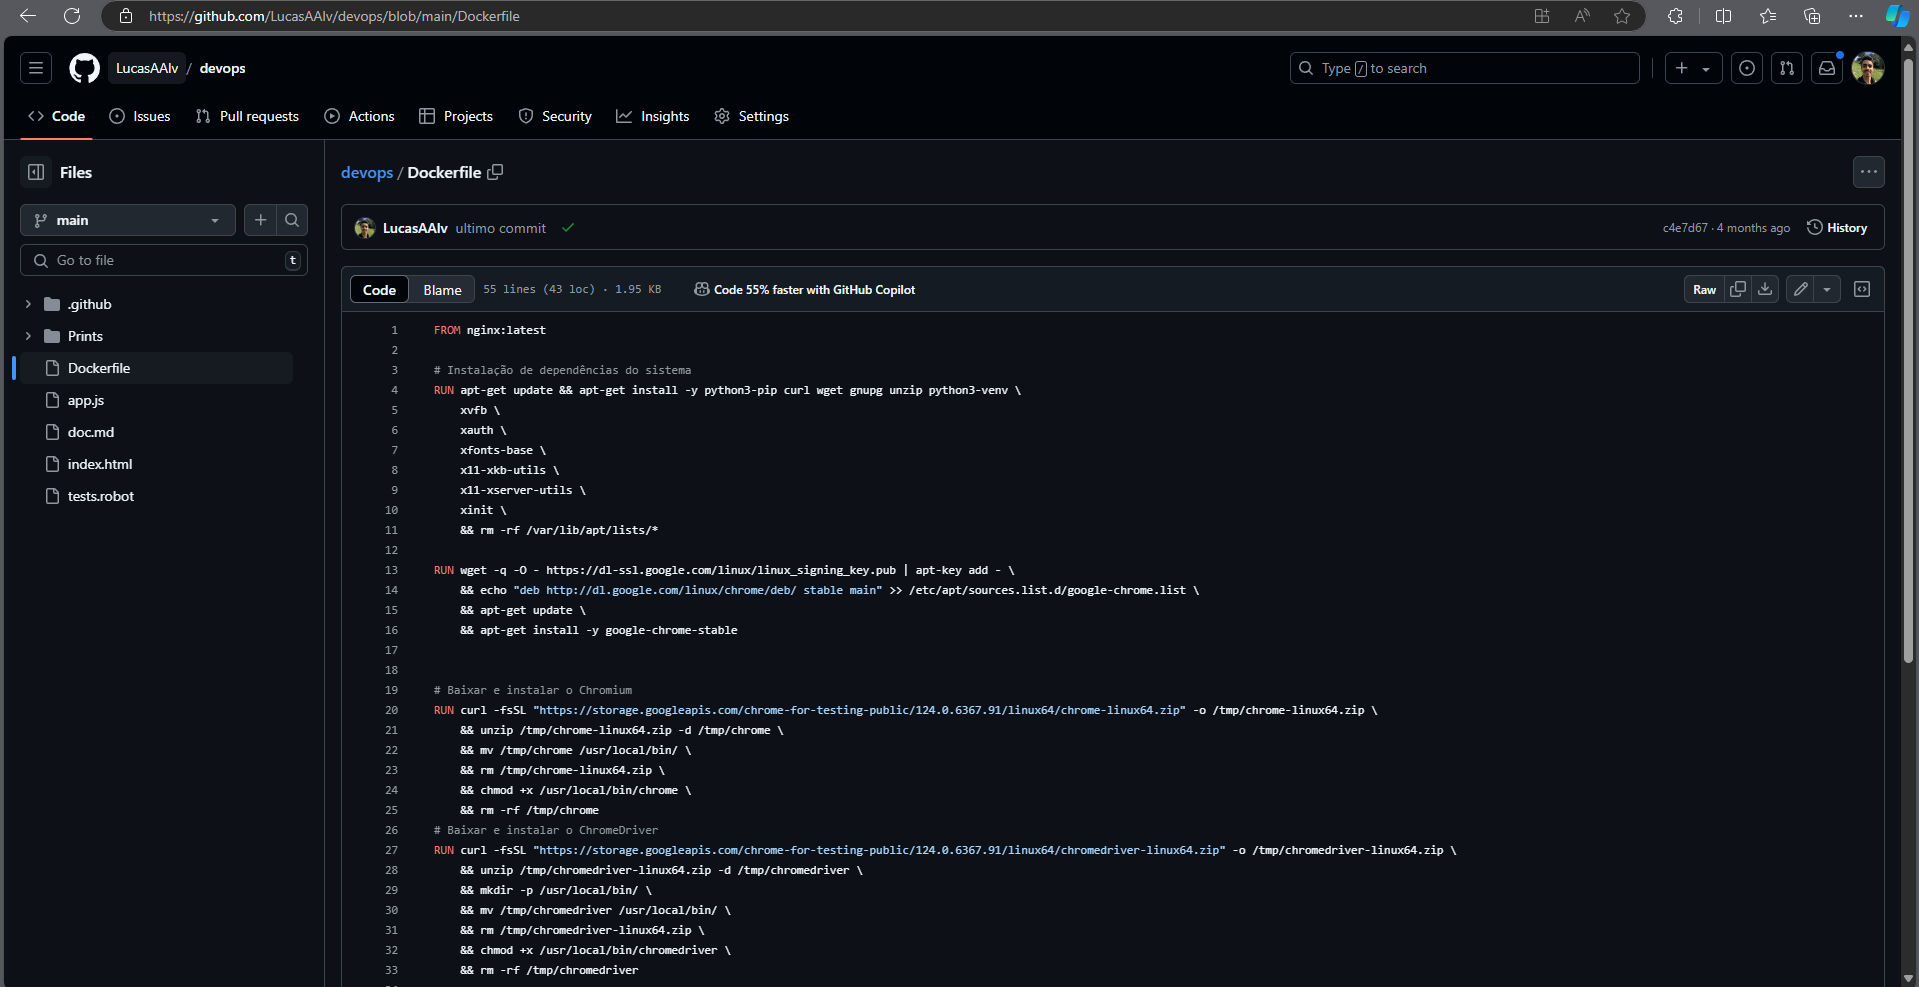 https://github.com/LucasAAlv/devops/blob/main/Dockerfile
LucasAAlv / devops
Type / to search
Code Issues Pull requests Actions Projects Security Insights Settings
Files
main
Go to file t
.github
Prints
Dockerfile
app.js
doc.md
index.html
tests.robot
devops / Dockerfile
LucasAAlv ultimo commit
c4e7d67 · 4 months ago History
Code Blame 55 lines (43 loc) · 1.95 KB Code 55% faster with GitHub Copilot Raw
1 FROM nginx:latest
2
3 # Instalação de dependências do sistema
4 RUN apt-get update && apt-get install -y python3-pip curl wget gnupg unzip python3-venv \
5 xvfb \
6 xauth \
7 xfonts-base \
8 x11-xkb-utils \
9 x11-xserver-utils \
10 xinit \
11 && rm -rf /var/lib/apt/lists/*
12
13 RUN wget -q -O - https://dl-ssl.google.com/linux/linux_signing_key.pub | apt-key add - \
14 && echo "deb http://dl.google.com/linux/chrome/deb/ stable main" >> /etc/apt/sources.list.d/google-chrome.list \
15 && apt-get update \
16 && apt-get install -y google-chrome-stable
17
18
19 # Baixar e instalar o Chromium
20 RUN curl -fsSL "https://storage.googleapis.com/chrome-for-testing-public/124.0.6367.91/linux64/chrome-linux64.zip" -o /tmp/chrome-linux64.zip \
21 && unzip /tmp/chrome-linux64.zip -d /tmp/chrome \
22 && mv /tmp/chrome /usr/local/bin/ \
23 && rm /tmp/chrome-linux64.zip \
24 && chmod +x /usr/local/bin/chrome \
25 && rm -rf /tmp/chrome
26 # Baixar e instalar o ChromeDriver
27 RUN curl -fsSL "https://storage.googleapis.com/chrome-for-testing-public/124.0.6367.91/linux64/chromedriver-linux64.zip" -o /tmp/chromedriver-linux64.zip \
28 && unzip /tmp/chromedriver-linux64.zip -d /tmp/chromedriver \
29 && mkdir -p /usr/local/bin/ \
30 && mv /tmp/chromedriver /usr/local/bin/ \
31 && rm /tmp/chromedriver-linux64.zip \
32 && chmod +x /usr/local/bin/chromedriver \
33 && rm -rf /tmp/chromedriver